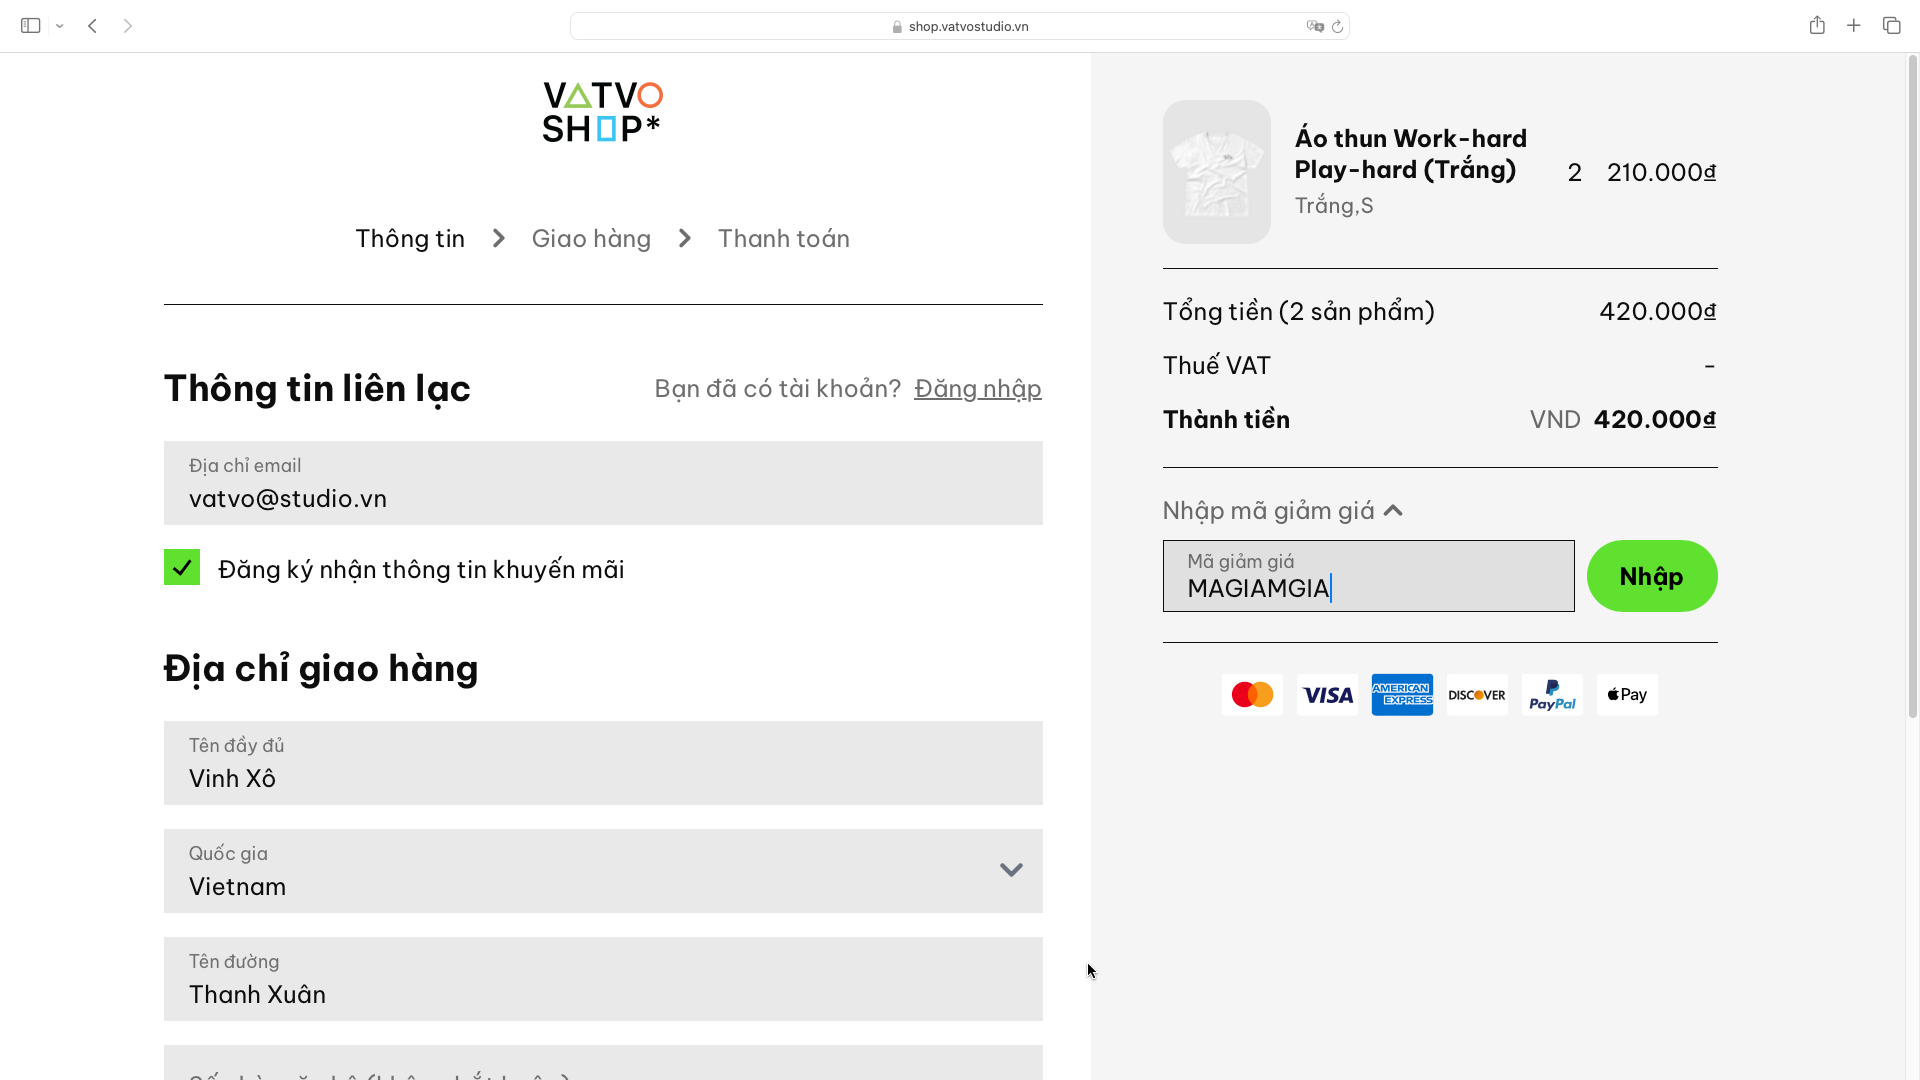 shop.vatvostudio.vn
VATVO
SHOP*
Thông tin
Giao hàng
Thanh toán
Thông tin liên lạc
Bạn đã có tài khoản? Đăng nhập
Địa chỉ email
vatvo@studio.vn
Đăng ký nhận thông tin khuyến mãi
Địa chỉ giao hàng
Tên đầy đủ
Vinh Xô
Quốc gia
Vietnam
Tên đường
Thanh Xuân
Áo thun Work-hard
Play-hard (Trắng)
2 210.000₫
Trắng,S
Tổng tiền (2 sản phẩm) 420.000₫
Thuế VAT -
Thành tiền VND 420.000₫
Nhập mã giảm giá
Mã giảm giá
MAGIAMGIA
Nhập
VISA
AMERICAN
EXPRESS
DISCOVER
PayPal
Pay